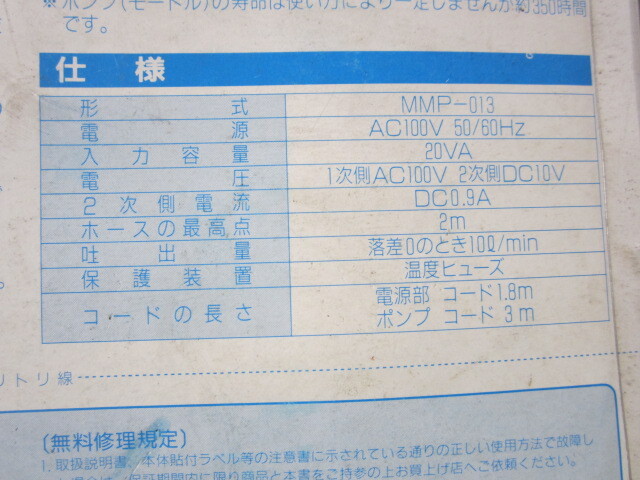 ※ポンプ(モートル)の寿命は使い方により一定しませんが約350時間
です。
仕様
形式 MMP-013
電源 AC100V 50/60Hz
入力容量 20VA
電圧 1次側AC100V 2次側DC10V
2次側電流 DC0.9A
ホースの最高点 2m
吐出量 落差0のとき10ℓ/min
保護装置 温度ヒューズ
コードの長さ 電源部 コード1.8m
ポンプ コード 3m
リトリ線
〔無料修理規定〕
1. 取扱説明書、本体貼付ラベル等の注意書に示されている通りの正しい使用方法で故障し
保証期間内に限り商品と本書をご持参の上お買上げ店へご依頼ください。